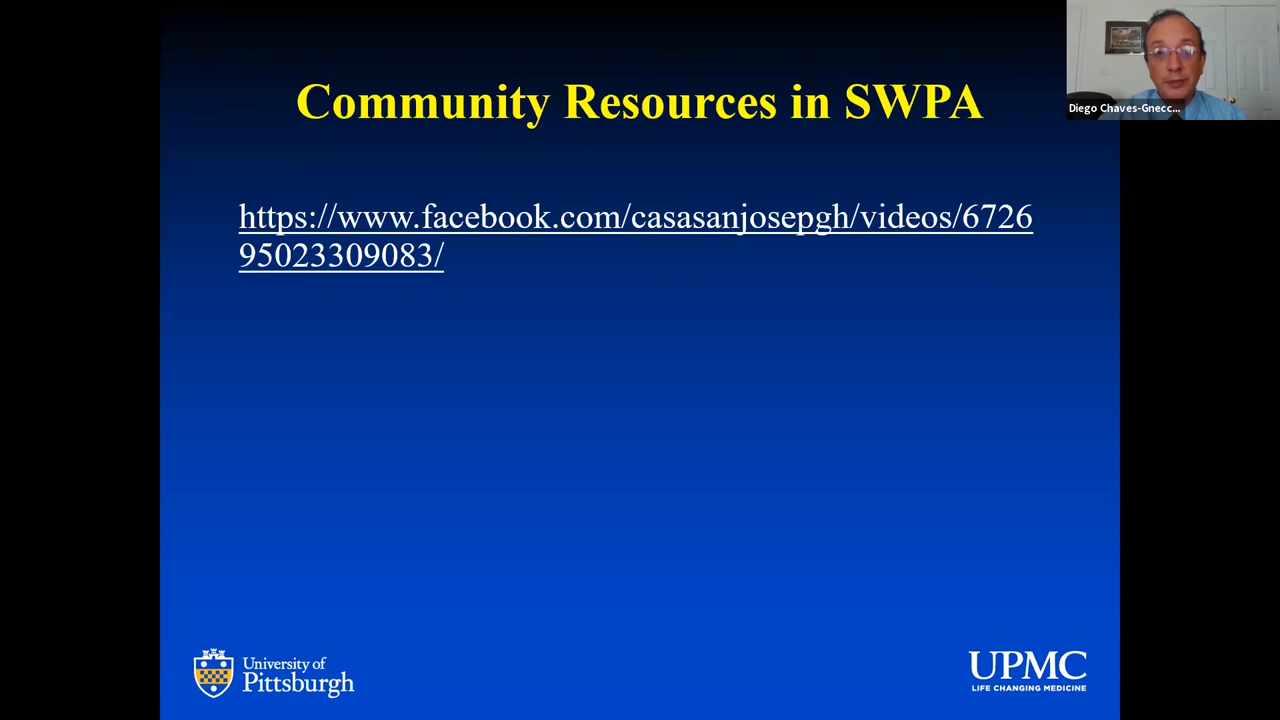 Community Resources in SWPA
Diego Chaves-Gnecc...
https://www.facebook.com/casasanjosepgh/videos/6726
95023309083/
University of
Pittsburgh
UPMC
LIFE CHANGING MEDICINE